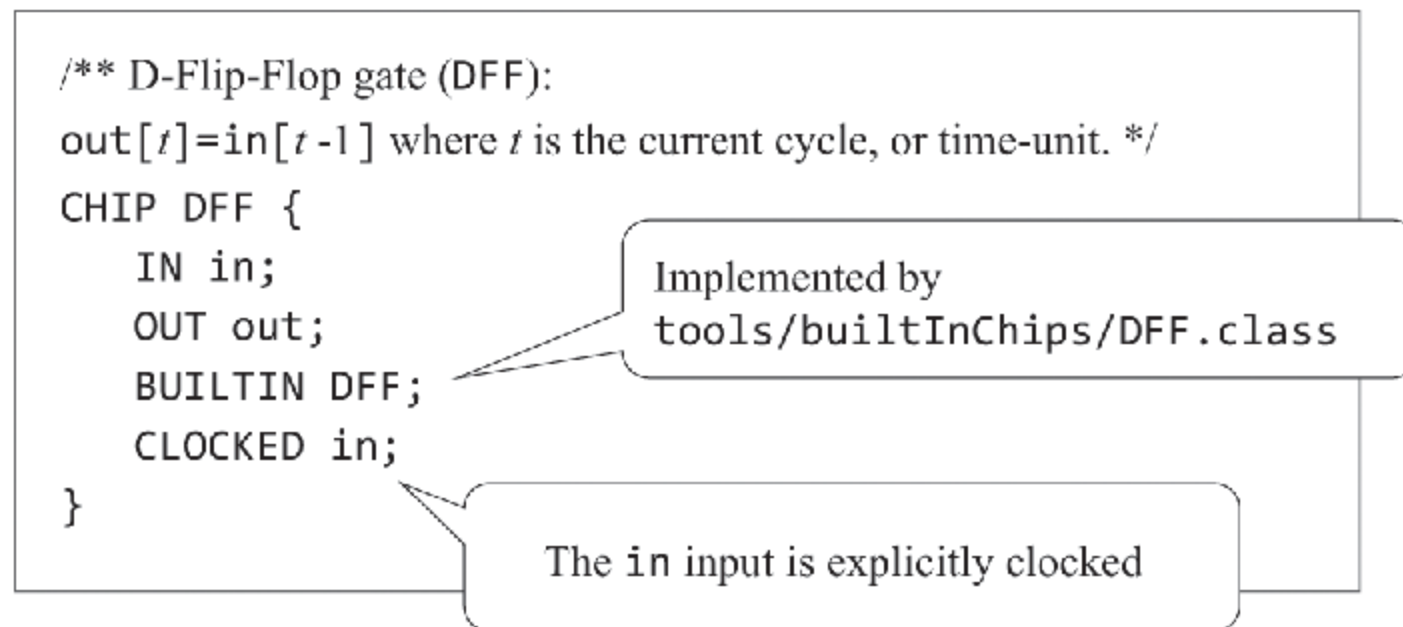 /** D-Flip-Flop gate (DFF):
out[t]=in[t -1] where t is the current cycle, or time-unit. */
CHIP DFF {
IN in;
OUT out;
BUILTIN DFF;
CLOCKED in;
}
Implemented by
tools/builtInChips/DFF.class
The in input is explicitly clocked